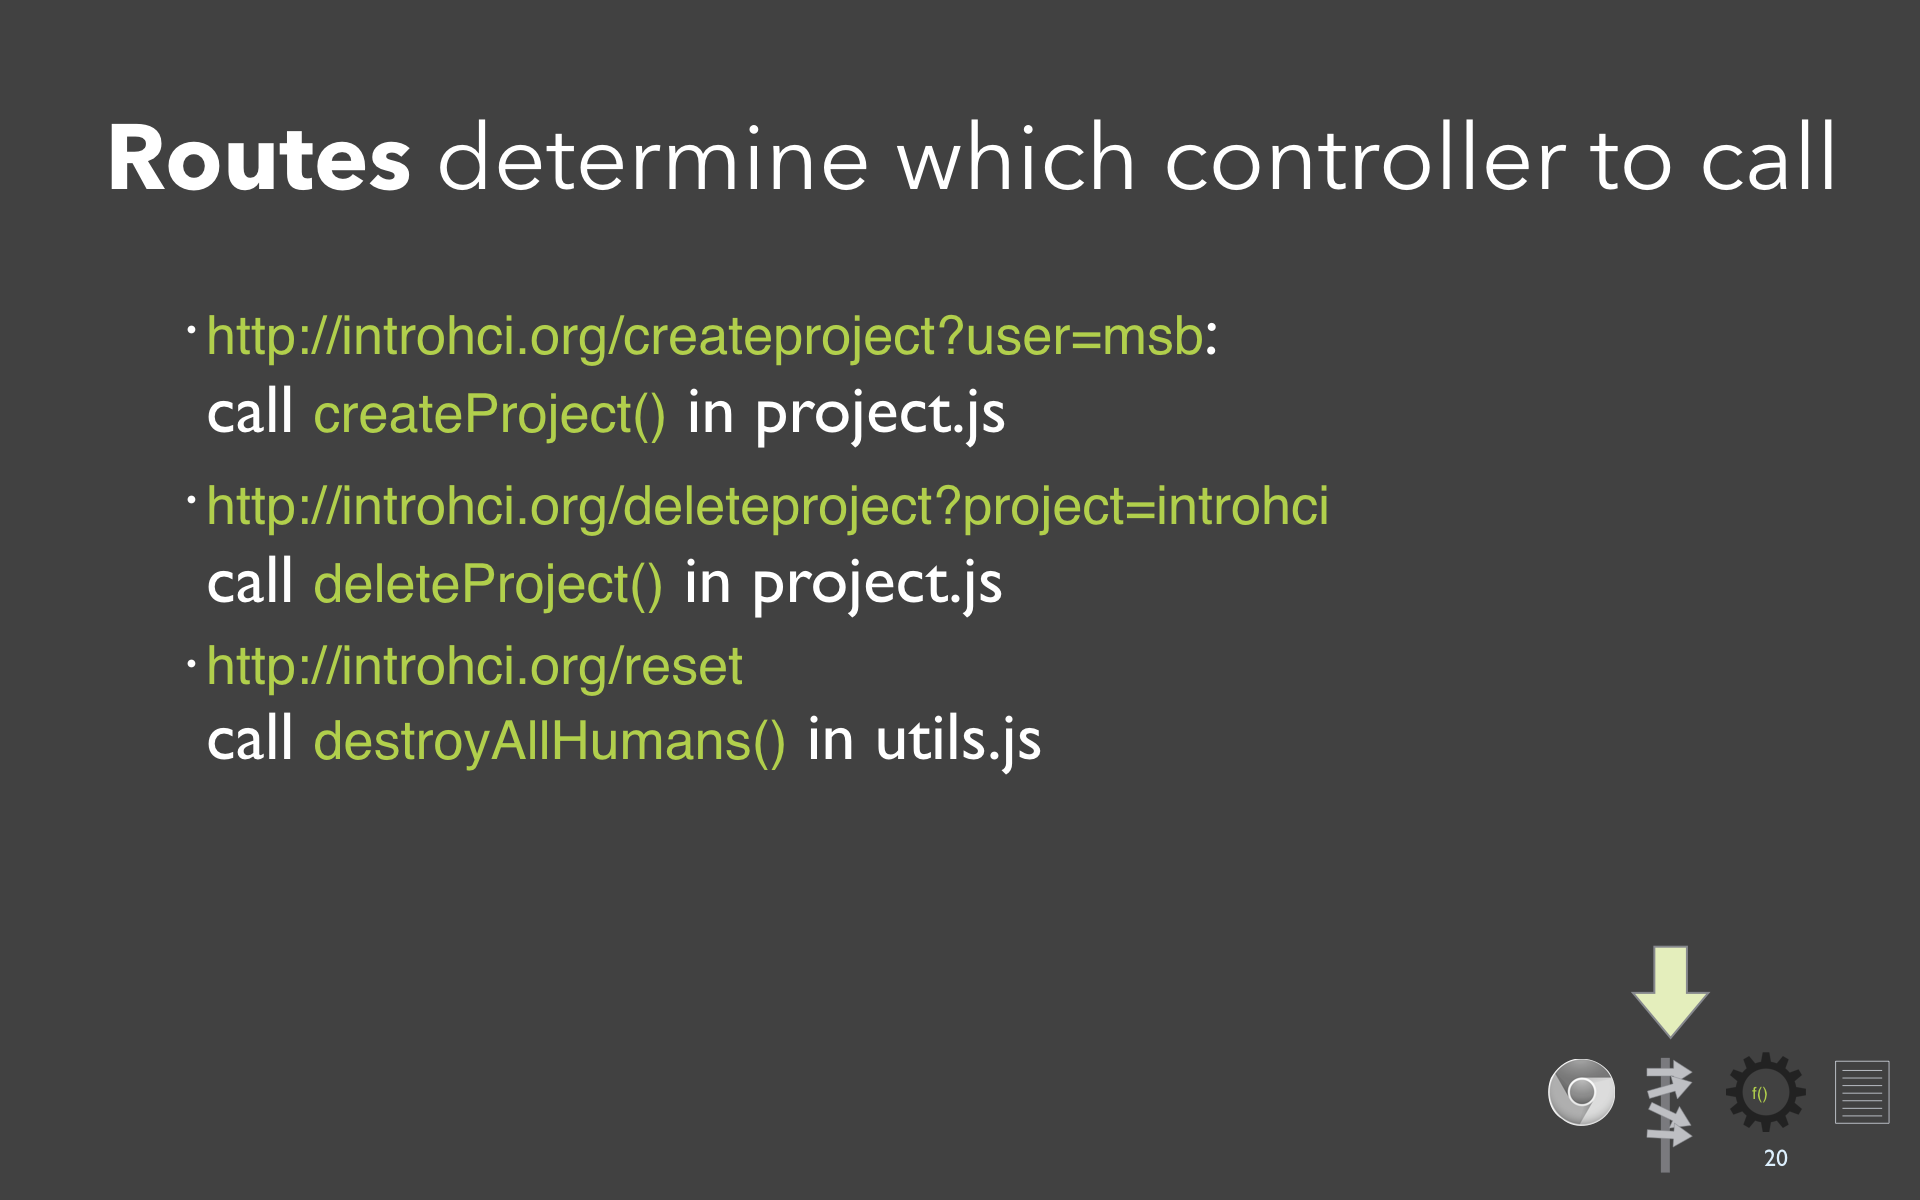 Routes determine which controller to call
· http://introhci.org/createproject?user=msb:
call createProject() in project.js
· http://introhci.org/deleteproject?project=introhci
call deleteProject() in project.js
· http://introhci.org/reset
call destroyAllHumans() in utils.js
f()
20